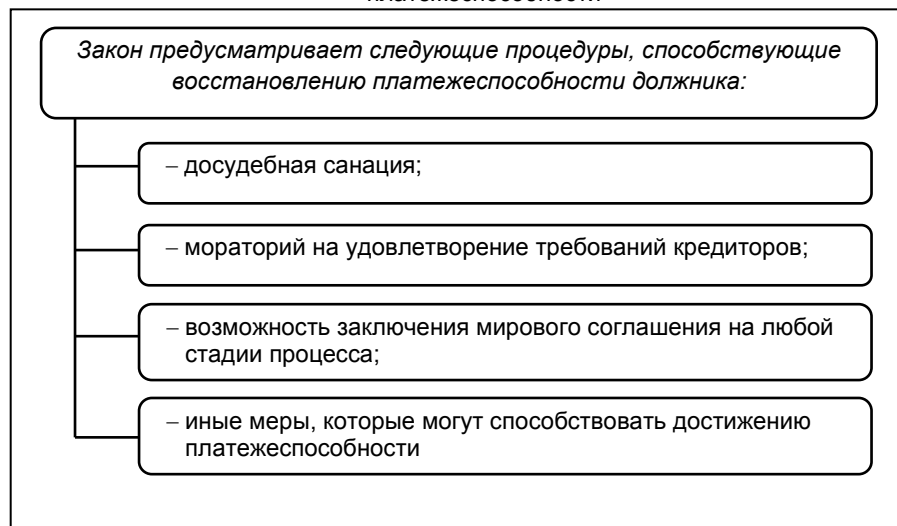 Закон предусматривает следующие процедуры, способствующие
восстановлению платежеспособности должника:
– досудебная санация;
– мораторий на удовлетворение требований кредиторов;
– возможность заключения мирового соглашения на любой
стадии процесса;
– иные меры, которые могут способствовать достижению
платежеспособности